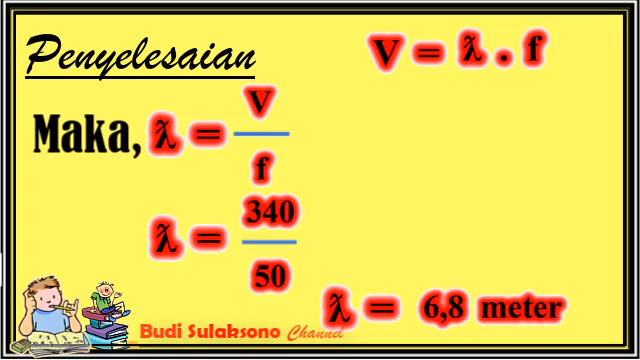 Penyelesaian
V = ƛ . f
Maka, ƛ = V / f
ƛ = 340 / 50
ƛ = 6,8 meter
Budi Sulaksono Channel